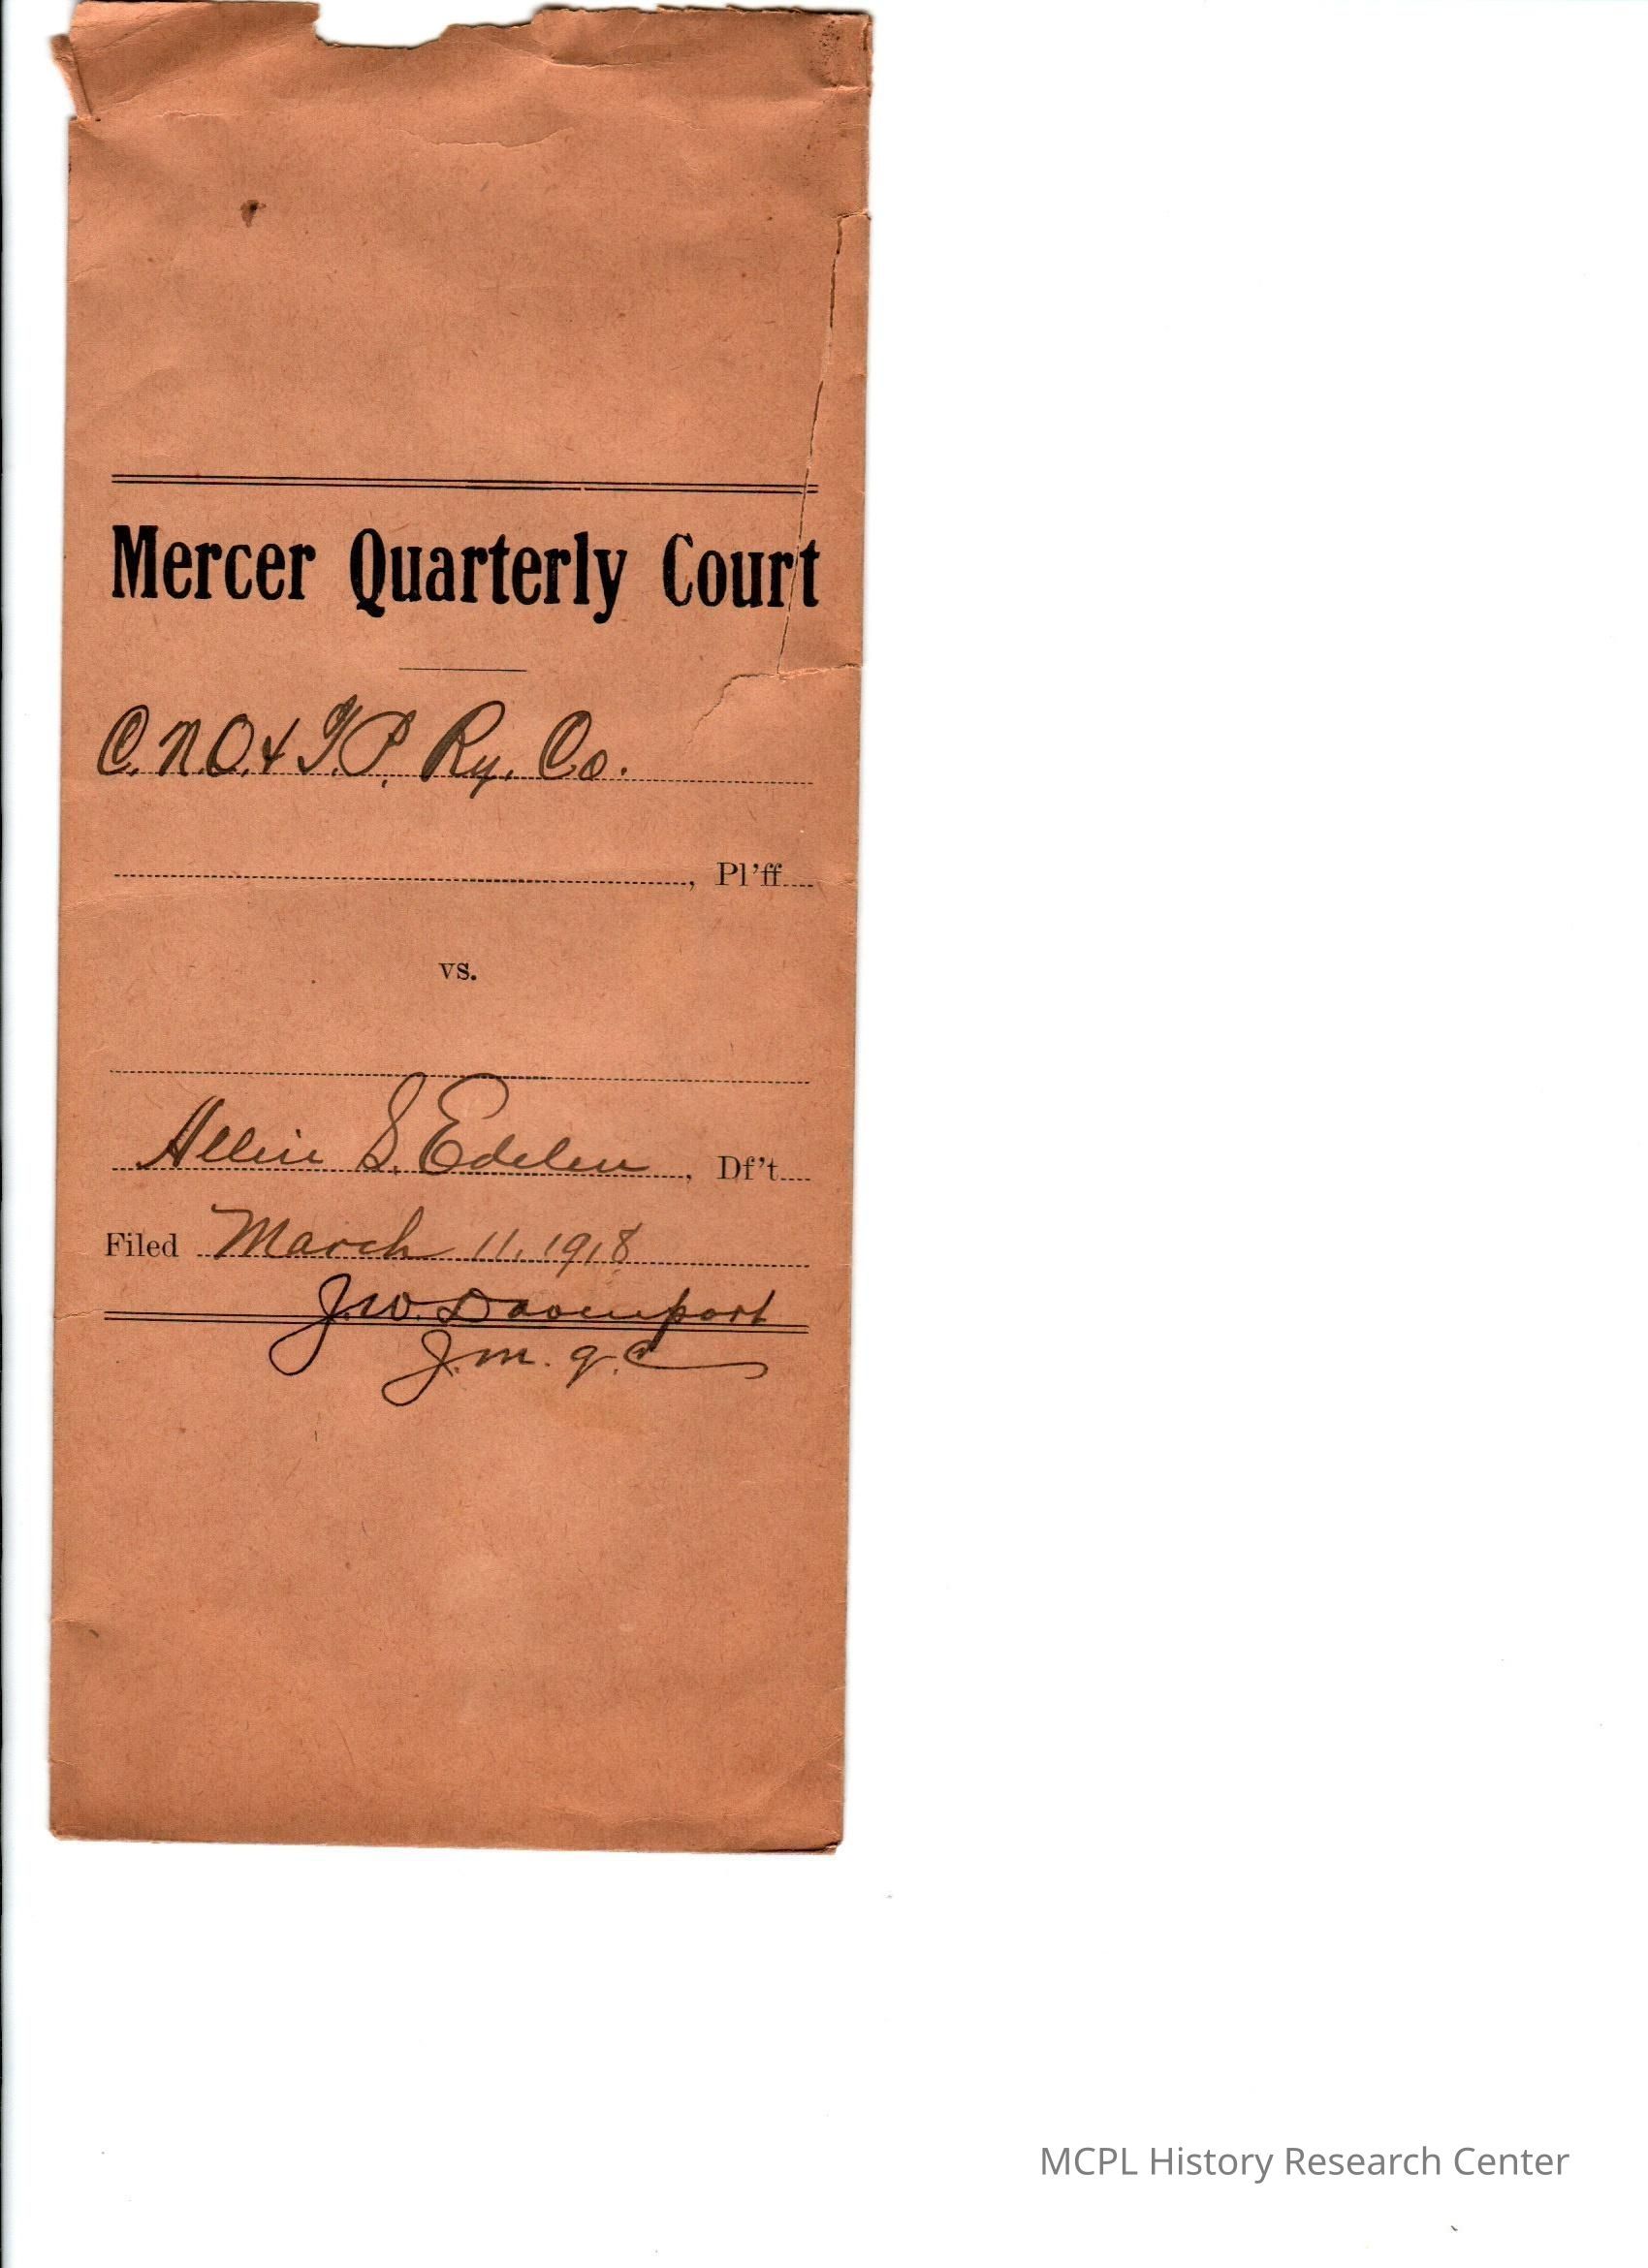 Mercer Quarterly Court
C. N. O. & T. P. Ry. Co.
, Pl'ff
vs.
S. Edelen, Df't
Filed March 11, 1918
J. W. Davenport
J. M. Q. C
MCPL History Research Center